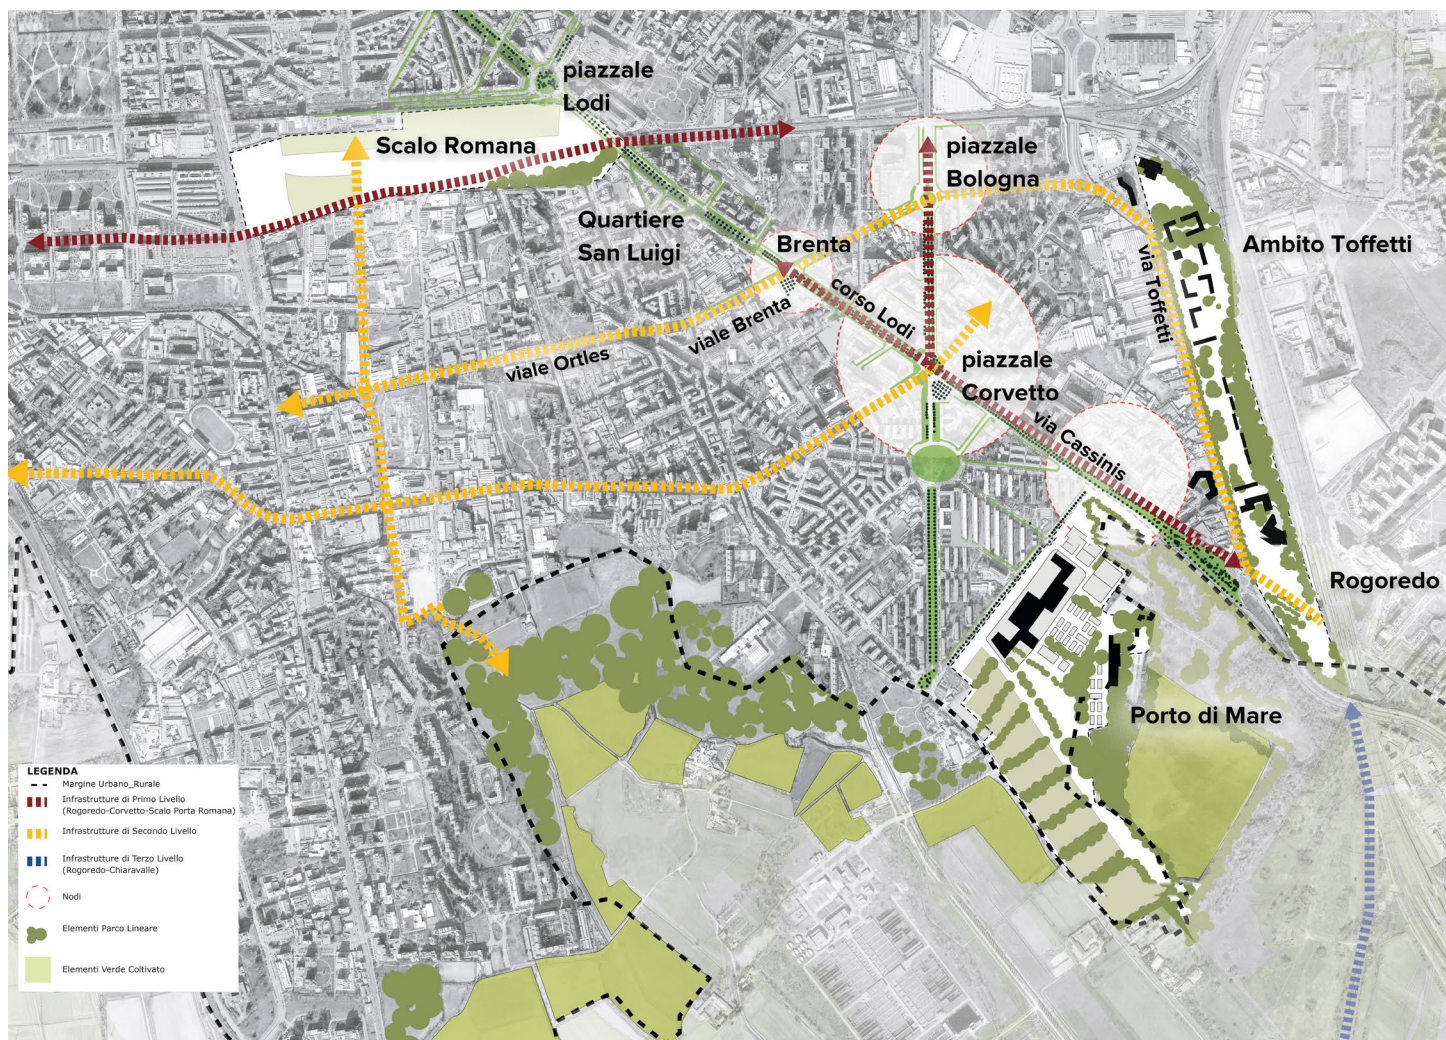 piazzale
Lodi
Scalo Romana
piazzale
Bologna
Quartiere
San Luigi
Brenta
Ambito Toffetti
via Toffetti
corso Lodi
viale Brenta
viale Ortles
piazzale
Corvetto
via Cassinis
Rogoredo
Porto di Mare
LEGENDA
Margine Urbano_Rurale
Infrastrutture di Primo Livello
(Rogoredo-Corvetto-Scalo Porta Romana)
Infrastrutture di Secondo Livello
Infrastrutture di Terzo Livello
(Rogoredo-Chiaravalle)
Nodi
Elementi Parco Lineare
Elementi Verde Coltivato